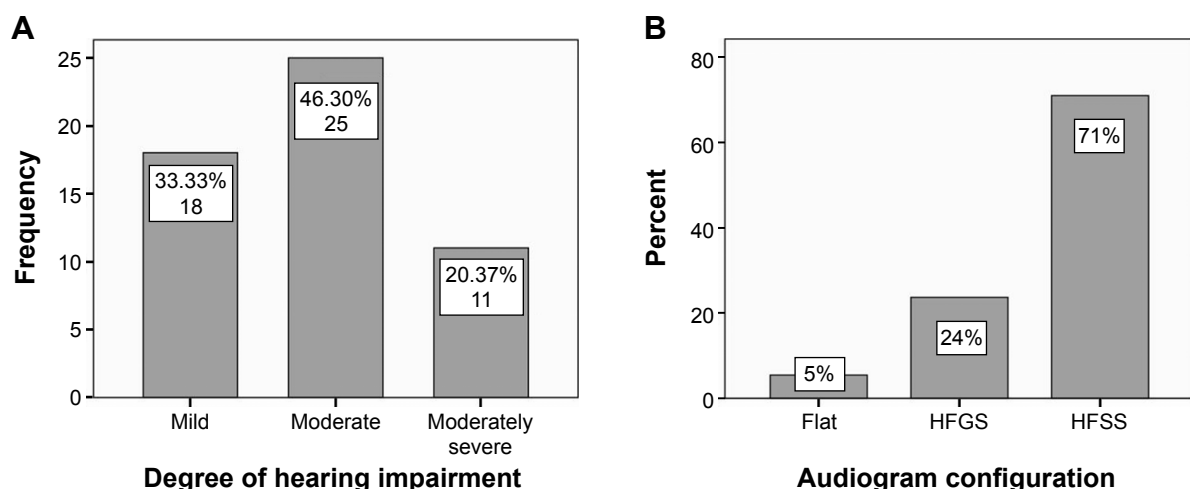 A
Frequency
25
20
15
10
5
0
33.33%
18
46.30%
25
20.37%
11
Mild
Moderate
Moderately
severe
Degree of hearing impairment
B
Percent
80
60
40
20
0
5%
24%
71%
Flat
HFGS
HFSS
Audiogram configuration